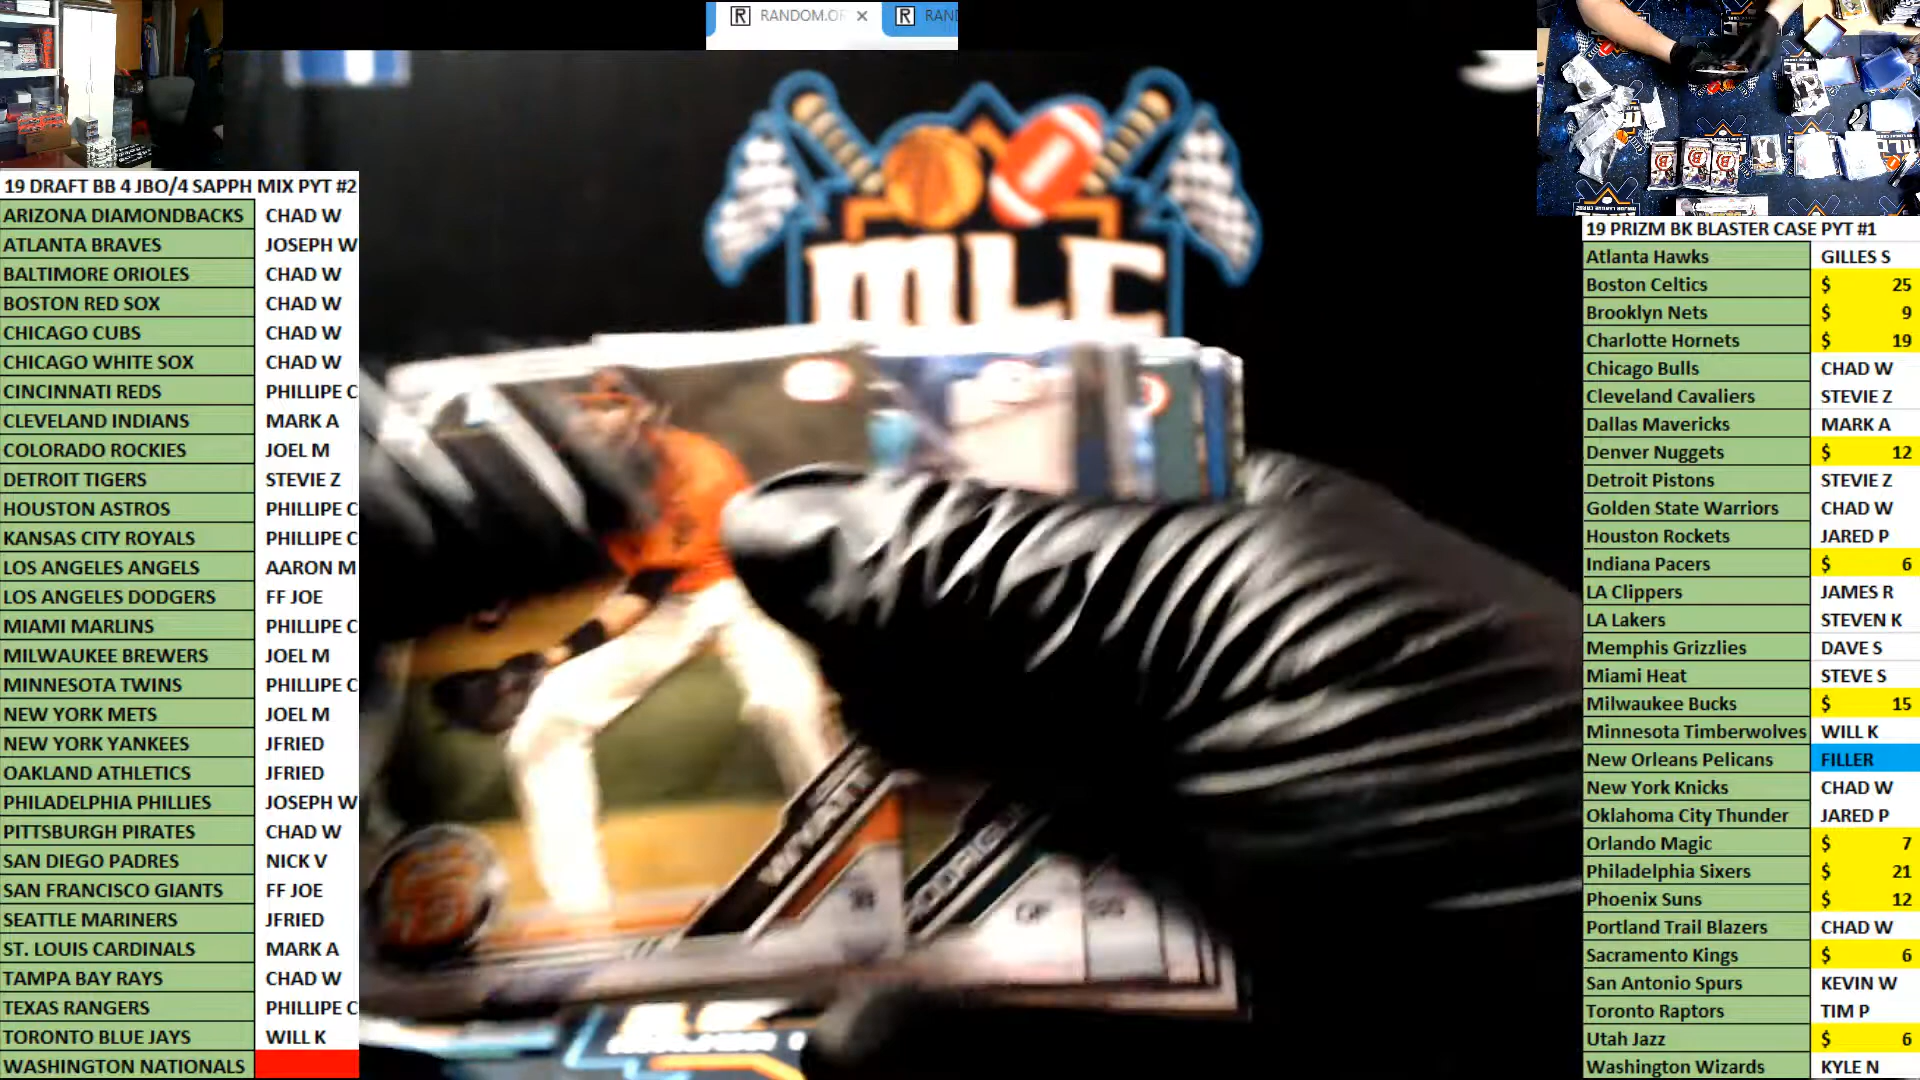 RANDOM.OR
RAND
19 DRAFT BB 4 JBO/4 SAPPH MIX PYT #2
ARIZONA DIAMONDBACKS CHAD W
ATLANTA BRAVES JOSEPH W
BALTIMORE ORIOLES CHAD W
BOSTON RED SOX CHAD W
CHICAGO CUBS CHAD W
CHICAGO WHITE SOX CHAD W
CINCINNATI REDS PHILLIPE C
CLEVELAND INDIANS MARK A
COLORADO ROCKIES JOEL M
DETROIT TIGERS STEVIE Z
HOUSTON ASTROS PHILLIPE C
KANSAS CITY ROYALS PHILLIPE C
LOS ANGELES ANGELS AARON M
LOS ANGELES DODGERS FF JOE
MIAMI MARLINS PHILLIPE C
MILWAUKEE BREWERS JOEL M
MINNESOTA TWINS PHILLIPE C
NEW YORK METS JOEL M
NEW YORK YANKEES JFRIED
OAKLAND ATHLETICS JFRIED
PHILADELPHIA PHILLIES JOSEPH W
PITTSBURGH PIRATES CHAD W
SAN DIEGO PADRES NICK V
SAN FRANCISCO GIANTS FF JOE
SEATTLE MARINERS JFRIED
ST. LOUIS CARDINALS MARK A
TAMPA BAY RAYS CHAD W
TEXAS RANGERS PHILLIPE C
TORONTO BLUE JAYS WILL K
WASHINGTON NATIONALS
MLC
19 PRIZM BK BLASTER CASE PYT #1
Atlanta Hawks GILLES S
Boston Celtics $ 25
Brooklyn Nets $ 9
Charlotte Hornets $ 19
Chicago Bulls CHAD W
Cleveland Cavaliers STEVIE Z
Dallas Mavericks MARK A
Denver Nuggets $ 12
Detroit Pistons STEVIE Z
Golden State Warriors CHAD W
Houston Rockets JARED P
Indiana Pacers $ 6
LA Clippers JAMES R
LA Lakers STEVEN K
Memphis Grizzlies DAVE S
Miami Heat STEVE S
Milwaukee Bucks $ 15
Minnesota Timberwolves WILL K
New Orleans Pelicans FILLER
New York Knicks CHAD W
Oklahoma City Thunder JARED P
Orlando Magic $ 7
Philadelphia Sixers $ 21
Phoenix Suns $ 12
Portland Trail Blazers CHAD W
Sacramento Kings $ 6
San Antonio Spurs KEVIN W
Toronto Raptors TIM P
Utah Jazz $ 6
Washington Wizards KYLE N